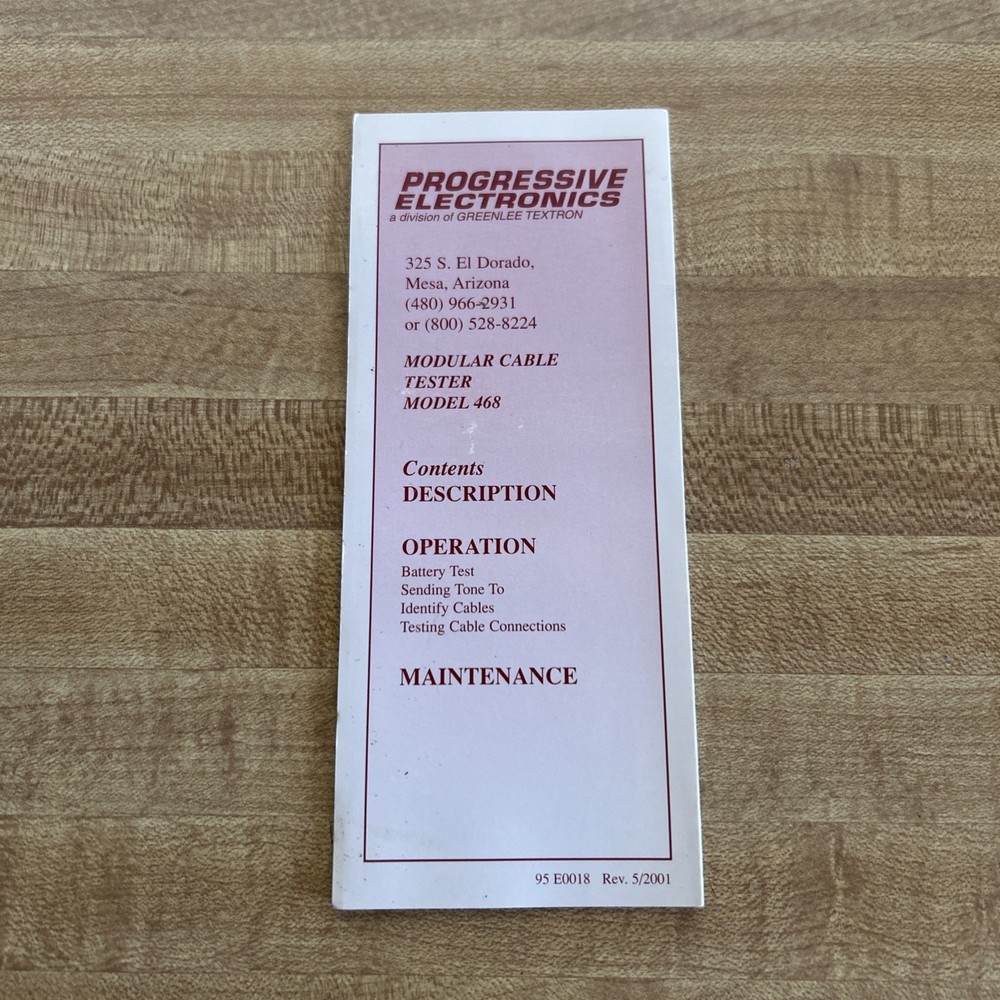 PROGRESSIVE
ELECTRONICS
a division of GREENLEE TEXTRON
325 S. El Dorado,
Mesa, Arizona
(480) 966-2931
or (800) 528-8224
MODULAR CABLE
TESTER
MODEL 468
Contents
DESCRIPTION
OPERATION
Battery Test
Sending Tone To
Identify Cables
Testing Cable Connections
MAINTENANCE
95 E0018 Rev. 5/2001